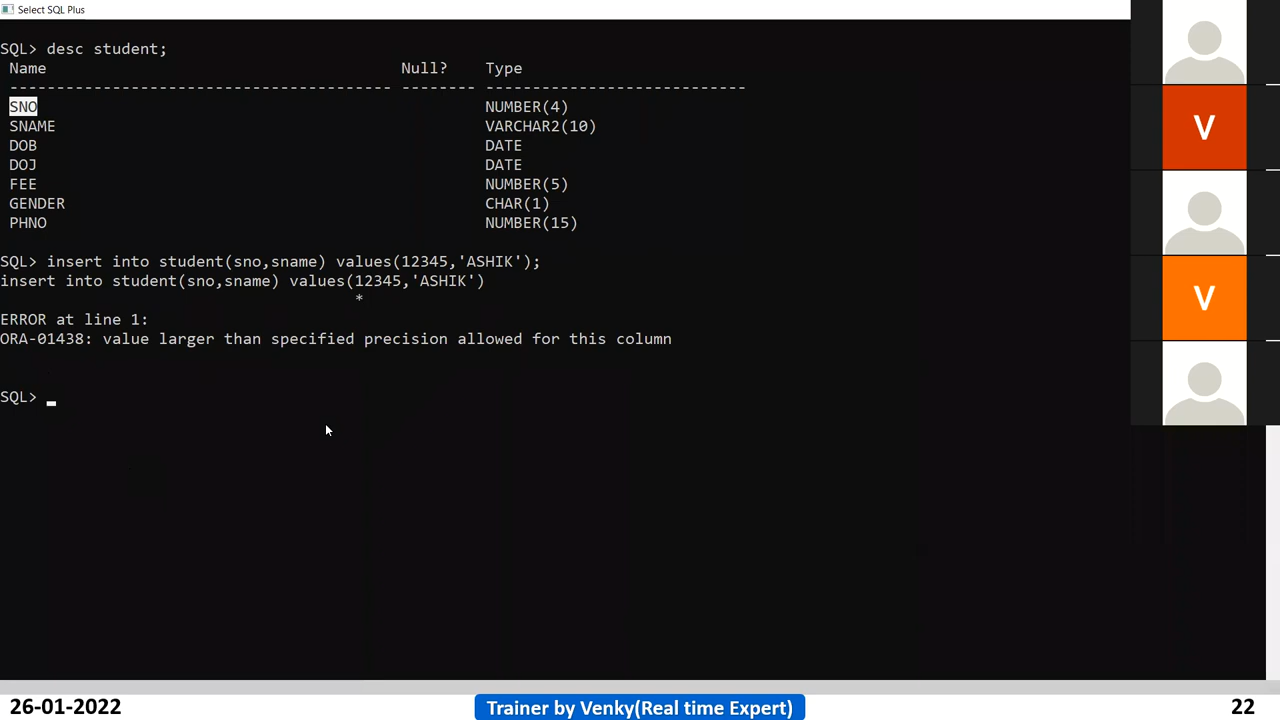 Select SQL Plus
SQL> desc student;
Name Null? Type
----------------------------------------- -------- ----------------------------
SNO NUMBER(4)
SNAME VARCHAR2(10)
DOB DATE
DOJ DATE
FEE NUMBER(5)
GENDER CHAR(1)
PHNO NUMBER(15)
SQL> insert into student(sno,sname) values(12345,'ASHIK');
insert into student(sno,sname) values(12345,'ASHIK')
*
ERROR at line 1:
ORA-01438: value larger than specified precision allowed for this column
SQL> _
V
V
26-01-2022 Trainer by Venky(Real time Expert) 22